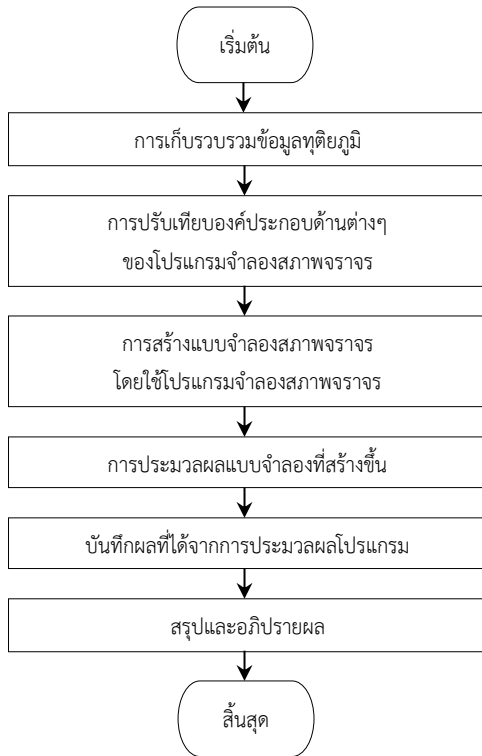 เริ่มต้น
การเก็บรวบรวมข้อมูลทุติยภูมิ
การปรับเทียบองค์ประกอบด้านต่างๆ
ของโปรแกรมจำลองสภาพจราจร
การสร้างแบบจำลองสภาพจราจร
โดยใช้โปรแกรมจำลองสภาพจราจร
การประมวลผลแบบจำลองที่สร้างขึ้น
บันทึกผลที่ได้จากการประมวลผลโปรแกรม
สรุปและอภิปรายผล
สิ้นสุด